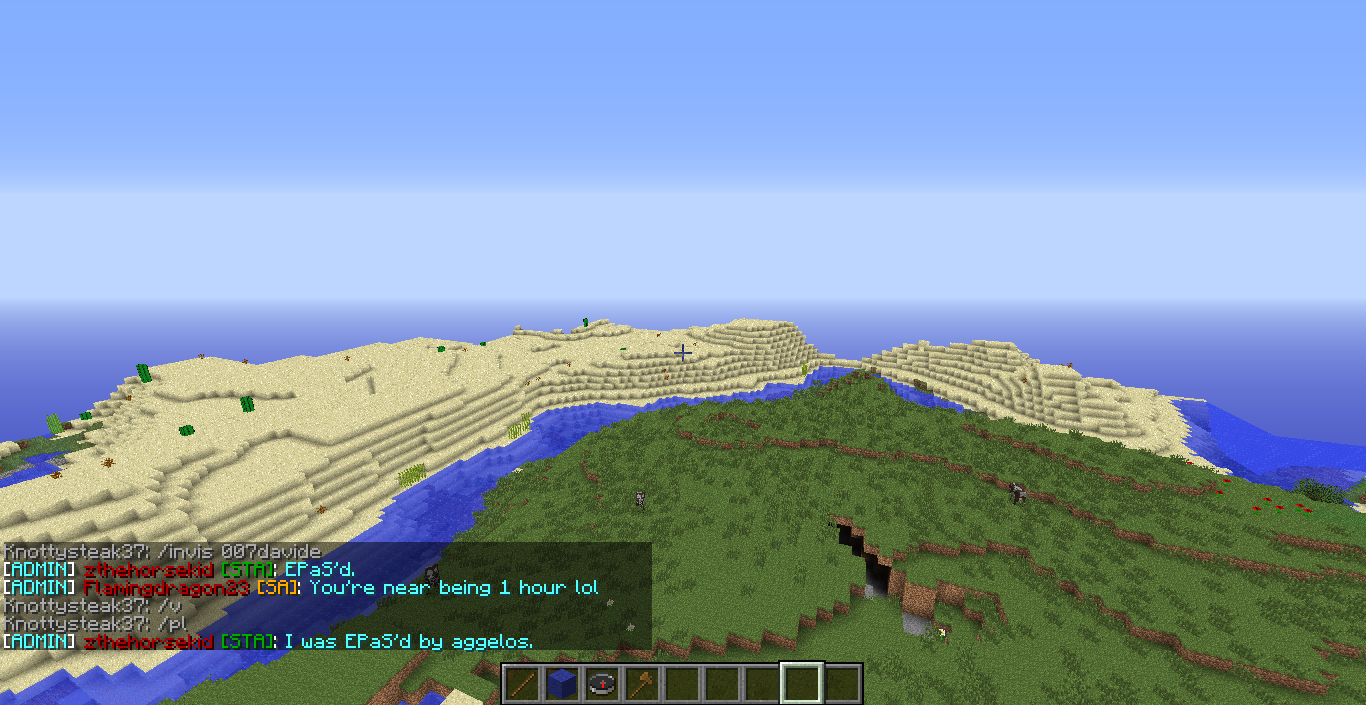 Knottysteak37: /invis 007davide
[ADMIN] zthehorsekid [STA]: EPaS'd.
[ADMIN] Flamingdragon23 [SA]: You're near being 1 hour lol
Knottysteak37: /v
Knottysteak37: /pl
[ADMIN] zthehorsekid [STA]: I was EPaS'd by aggelos.